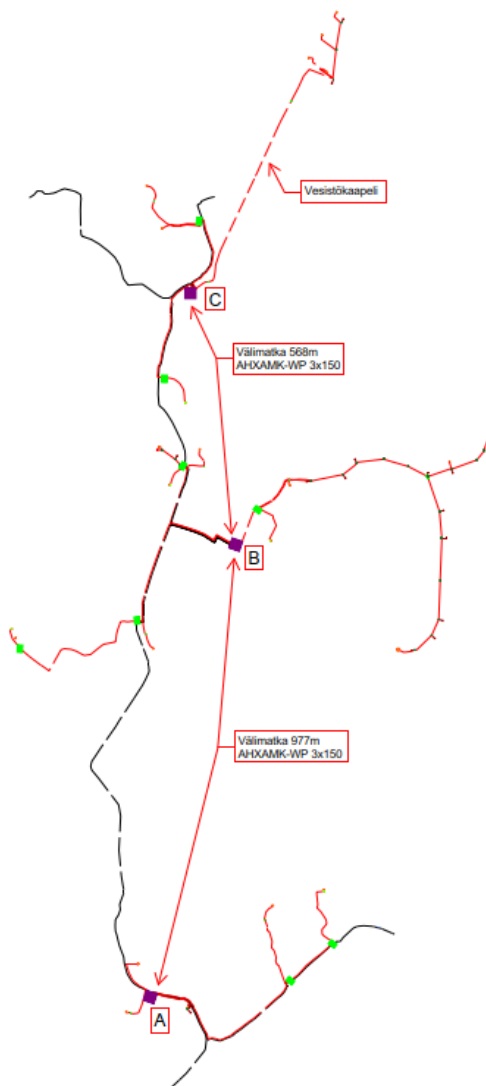 Vesistökaapeli
C
Välimatka 568m
AHXAMK-WP 3x150
B
Välimatka 977m
AHXAMK-WP 3x150
A